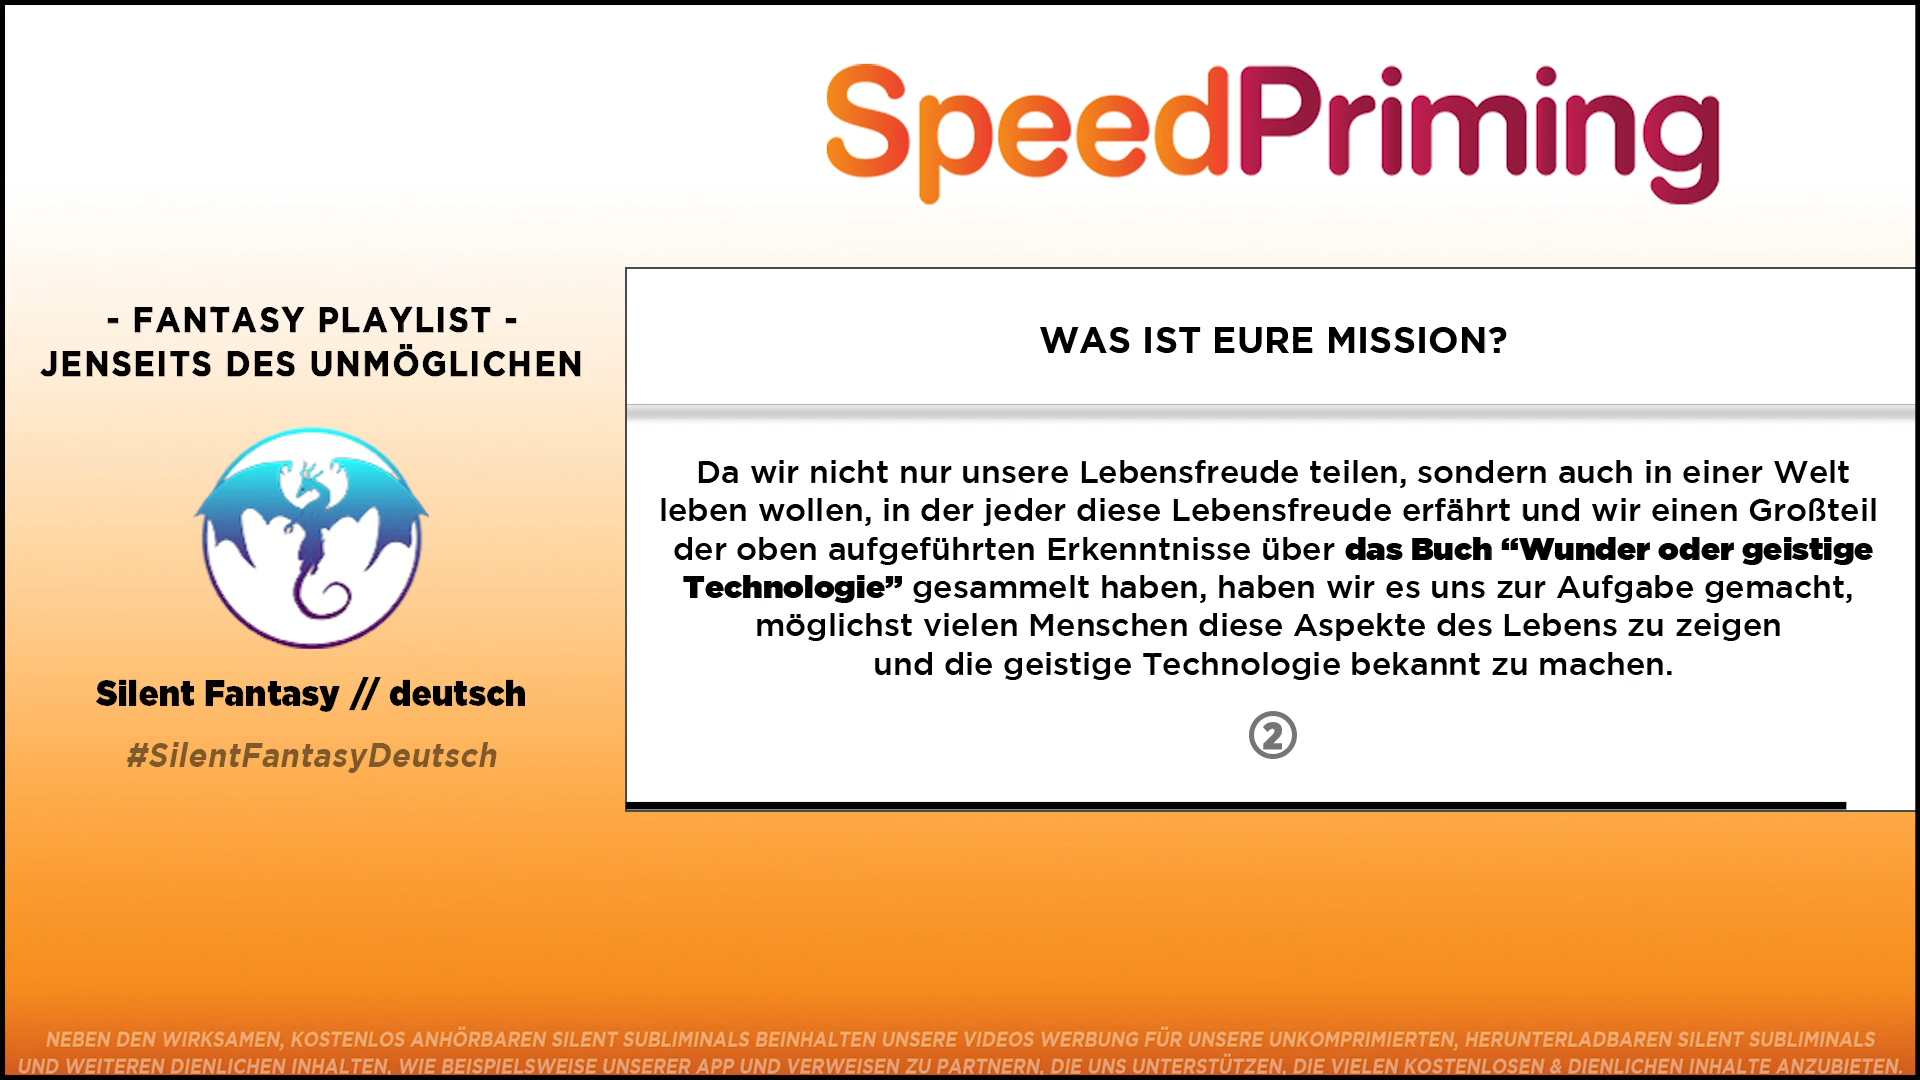 SpeedPriming
- FANTASY PLAYLIST -
JENSEITS DES UNMÖGLICHEN
Silent Fantasy // deutsch
#SilentFantasyDeutsch
WAS IST EURE MISSION?
Da wir nicht nur unsere Lebensfreude teilen, sondern auch in einer Welt
leben wollen, in der jeder diese Lebensfreude erfährt und wir einen Großteil
der oben aufgeführten Erkenntnisse über das Buch “Wunder oder geistige
Technologie” gesammelt haben, haben wir es uns zur Aufgabe gemacht,
möglichst vielen Menschen diese Aspekte des Lebens zu zeigen
und die geistige Technologie bekannt zu machen.
②
NEBEN DEN WIRKSAMEN, KOSTENLOS ANHÖRBAREN SILENT SUBLIMINALS BEINHALTEN UNSERE VIDEOS WERBUNG FÜR UNSERE UNKOMPRIMIERTEN, HERUNTERLADBAREN SILENT SUBLIMINALS
UND WEITEREN DIENLICHEN INHALTEN, WIE BEISPIELSWEISE UNSERER APP UND VERWEISEN ZU PARTNERN, DIE UNS UNTERSTÜTZEN, DIE VIELEN KOSTENLOSEN & DIENLICHEN INHALTE ANZUBIETEN.